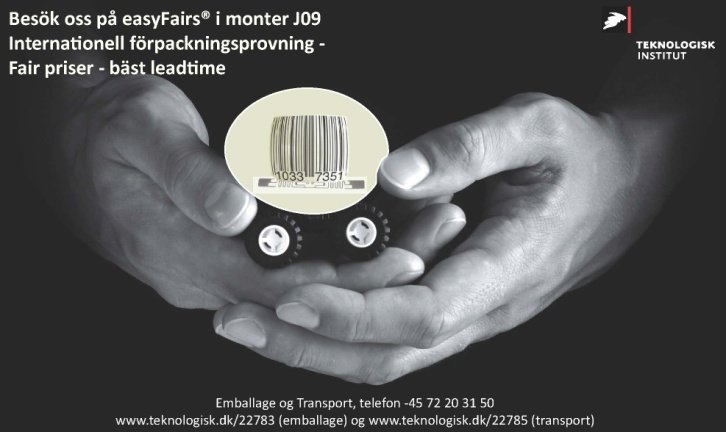 Besök oss på easyFairs® i monter J09
Internationell förpackningsprovning -
Fair priser - bäst leadtime
TEKNOLOGISK
INSTITUT
1033 7351
Emballage og Transport, telefon -45 72 20 31 50
www.teknologisk.dk/22783 (emballage) og www.teknologisk.dk/22785 (transport)